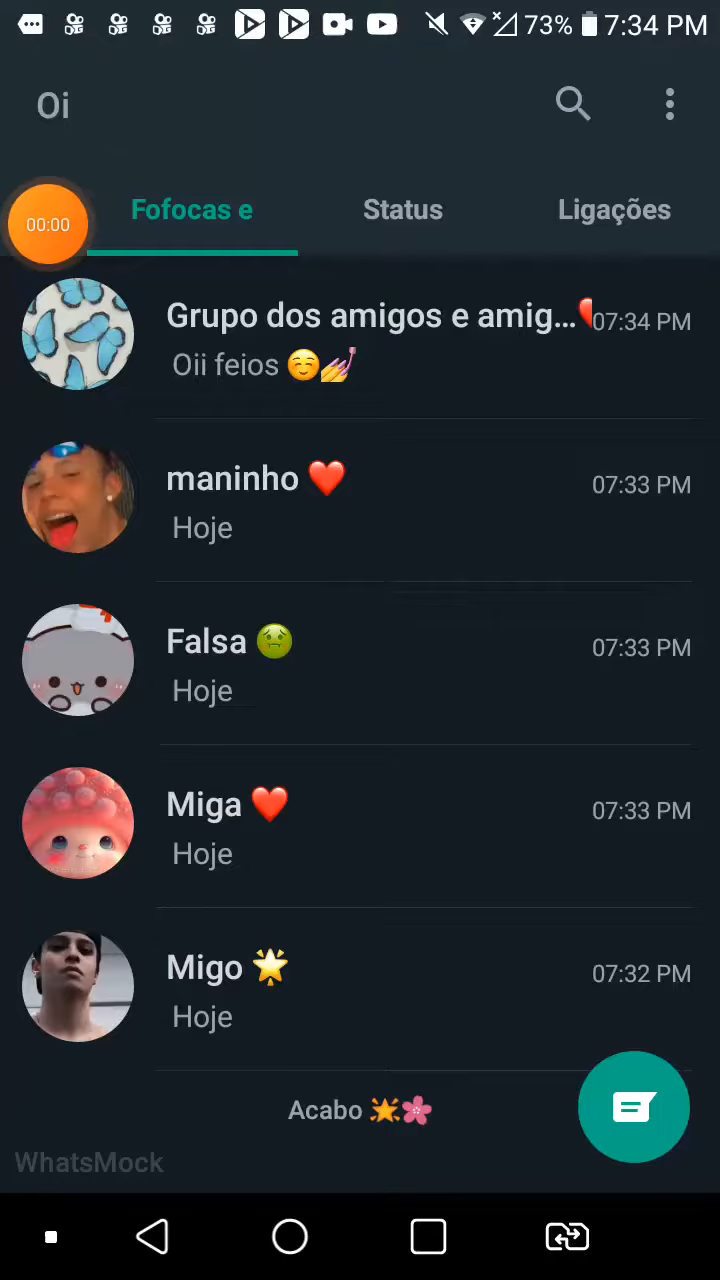 73% 7:34 PM
Oi
00:00
Fofocas e Status Ligações
Grupo dos amigos e amig...❤️ 07:34 PM
Oii feios ☺️💅
maninho ❤️ 07:33 PM
Hoje
Falsa 🤢 07:33 PM
Hoje
Miga ❤️ 07:33 PM
Hoje
Migo 🌟 07:32 PM
Hoje
Acabo 🌟🌸
WhatsMock